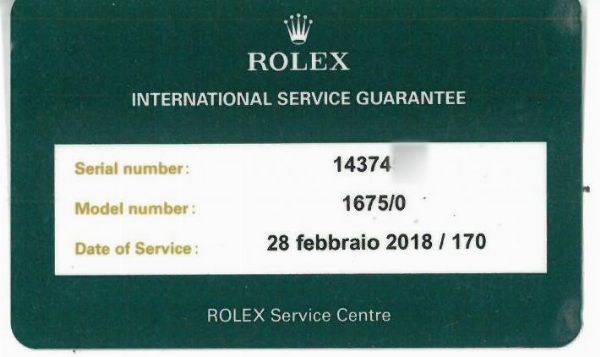 ROLEX
INTERNATIONAL SERVICE GUARANTEE
Serial number: 14374
Model number: 1675/0
Date of Service: 28 febbraio 2018 / 170
ROLEX Service Centre